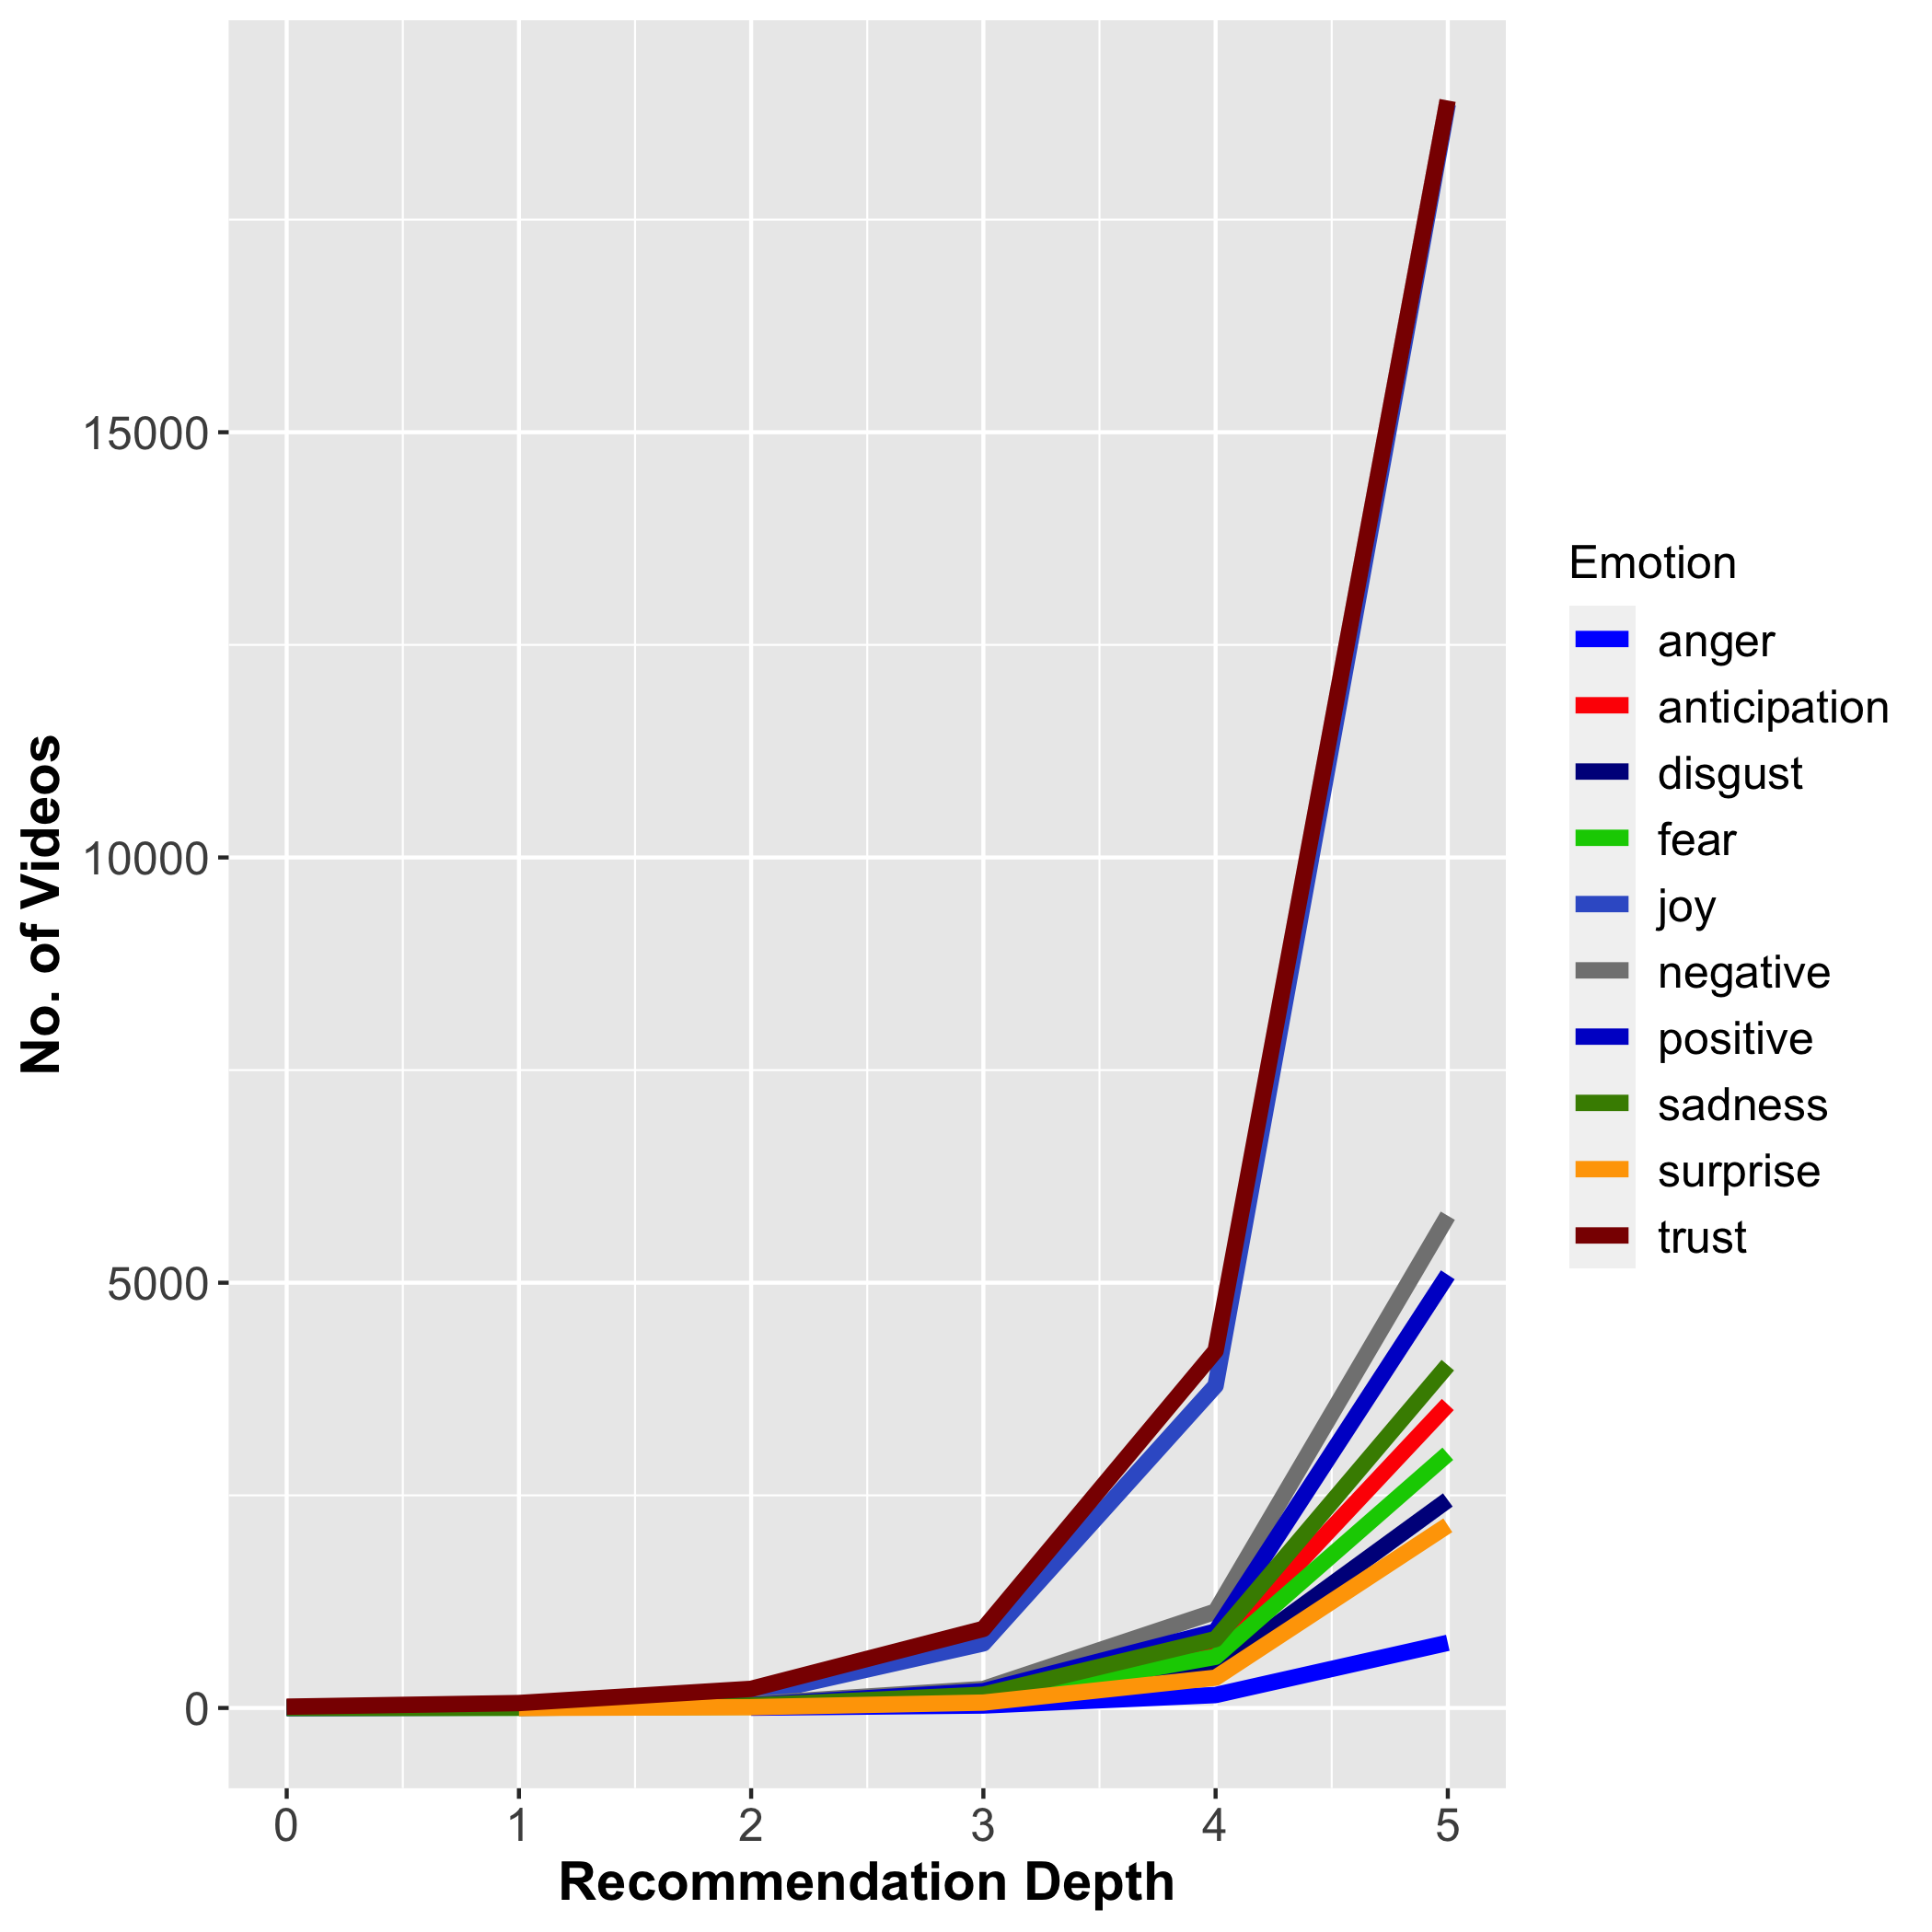 No. of Videos
15000
10000
5000
0
0 1 2 3 4 5
Recommendation Depth
Emotion
anger
anticipation
disgust
fear
joy
negative
positive
sadness
surprise
trust